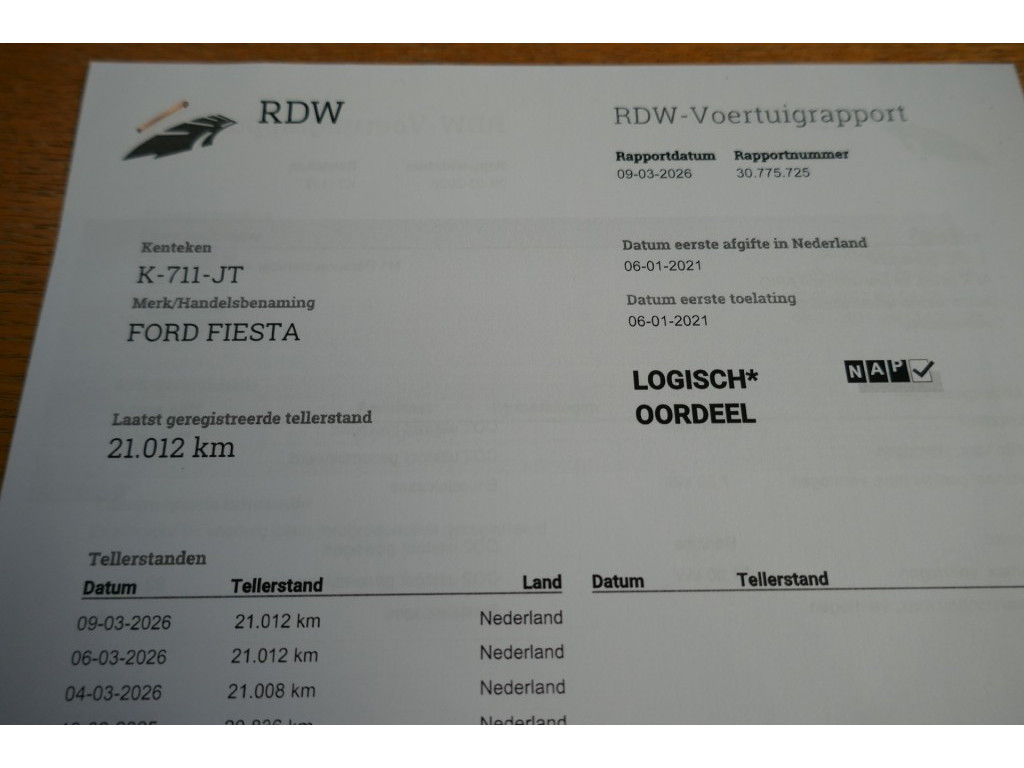 RDW
RDW-Voertuigrapport
Rapportdatum Rapportnummer
09-03-2026 30.775.725
Kenteken
K-711-JT
Merk/Handelsbenaming
FORD FIESTA
Datum eerste afgifte in Nederland
06-01-2021
Datum eerste toelating
06-01-2021
LOGISCH*
OORDEEL
NAP
Laatst geregistreerde tellerstand
21.012 km
Tellerstanden
Datum Tellerstand Land Datum Tellerstand
09-03-2026 21.012 km Nederland
06-03-2026 21.012 km Nederland
04-03-2026 21.008 km Nederland
Nederland